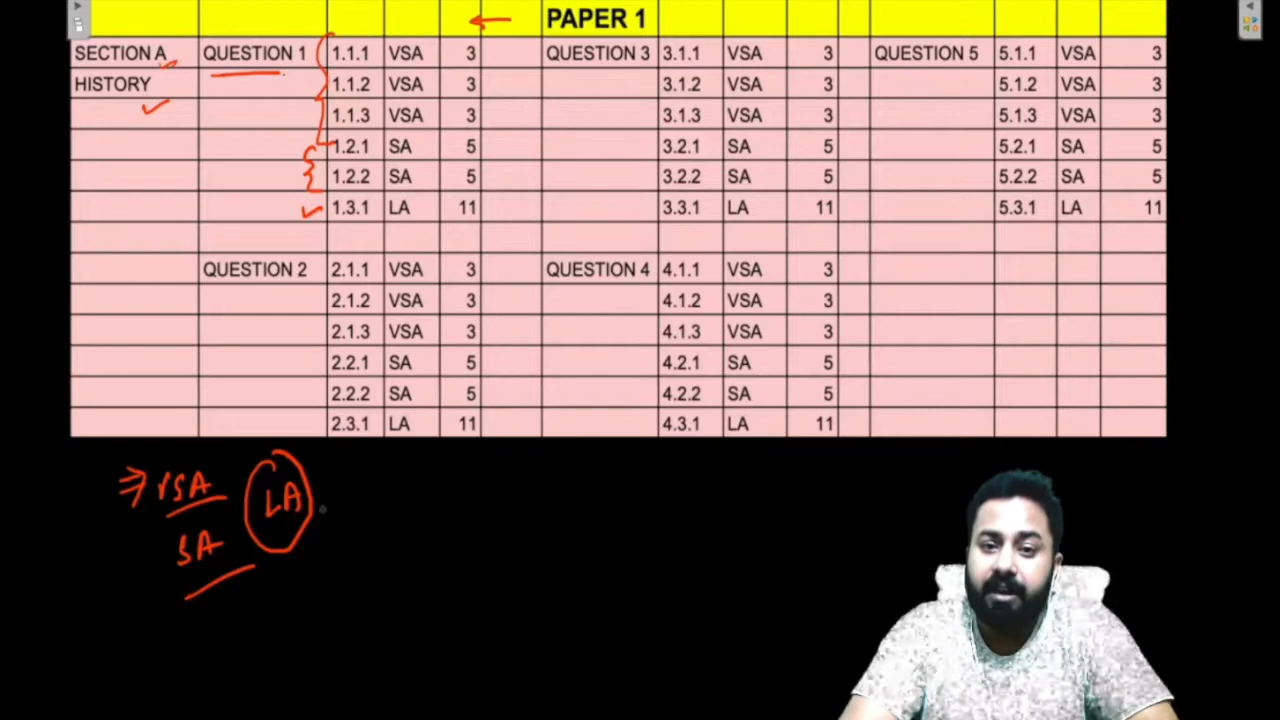 PAPER 1
SECTION A QUESTION 1 1.1.1 VSA 3 QUESTION 3 3.1.1 VSA 3 QUESTION 5 5.1.1 VSA 3
HISTORY 1.1.2 VSA 3 3.1.2 VSA 3 5.1.2 VSA 3
1.1.3 VSA 3 3.1.3 VSA 3 5.1.3 VSA 3
1.2.1 SA 5 3.2.1 SA 5 5.2.1 SA 5
1.2.2 SA 5 3.2.2 SA 5 5.2.2 SA 5
1.3.1 LA 11 3.3.1 LA 11 5.3.1 LA 11
QUESTION 2 2.1.1 VSA 3 QUESTION 4 4.1.1 VSA 3
2.1.2 VSA 3 4.1.2 VSA 3
2.1.3 VSA 3 4.1.3 VSA 3
2.2.1 SA 5 4.2.1 SA 5
2.2.2 SA 5 4.2.2 SA 5
2.3.1 LA 11 4.3.1 LA 11
⇒ VSA LA
SA